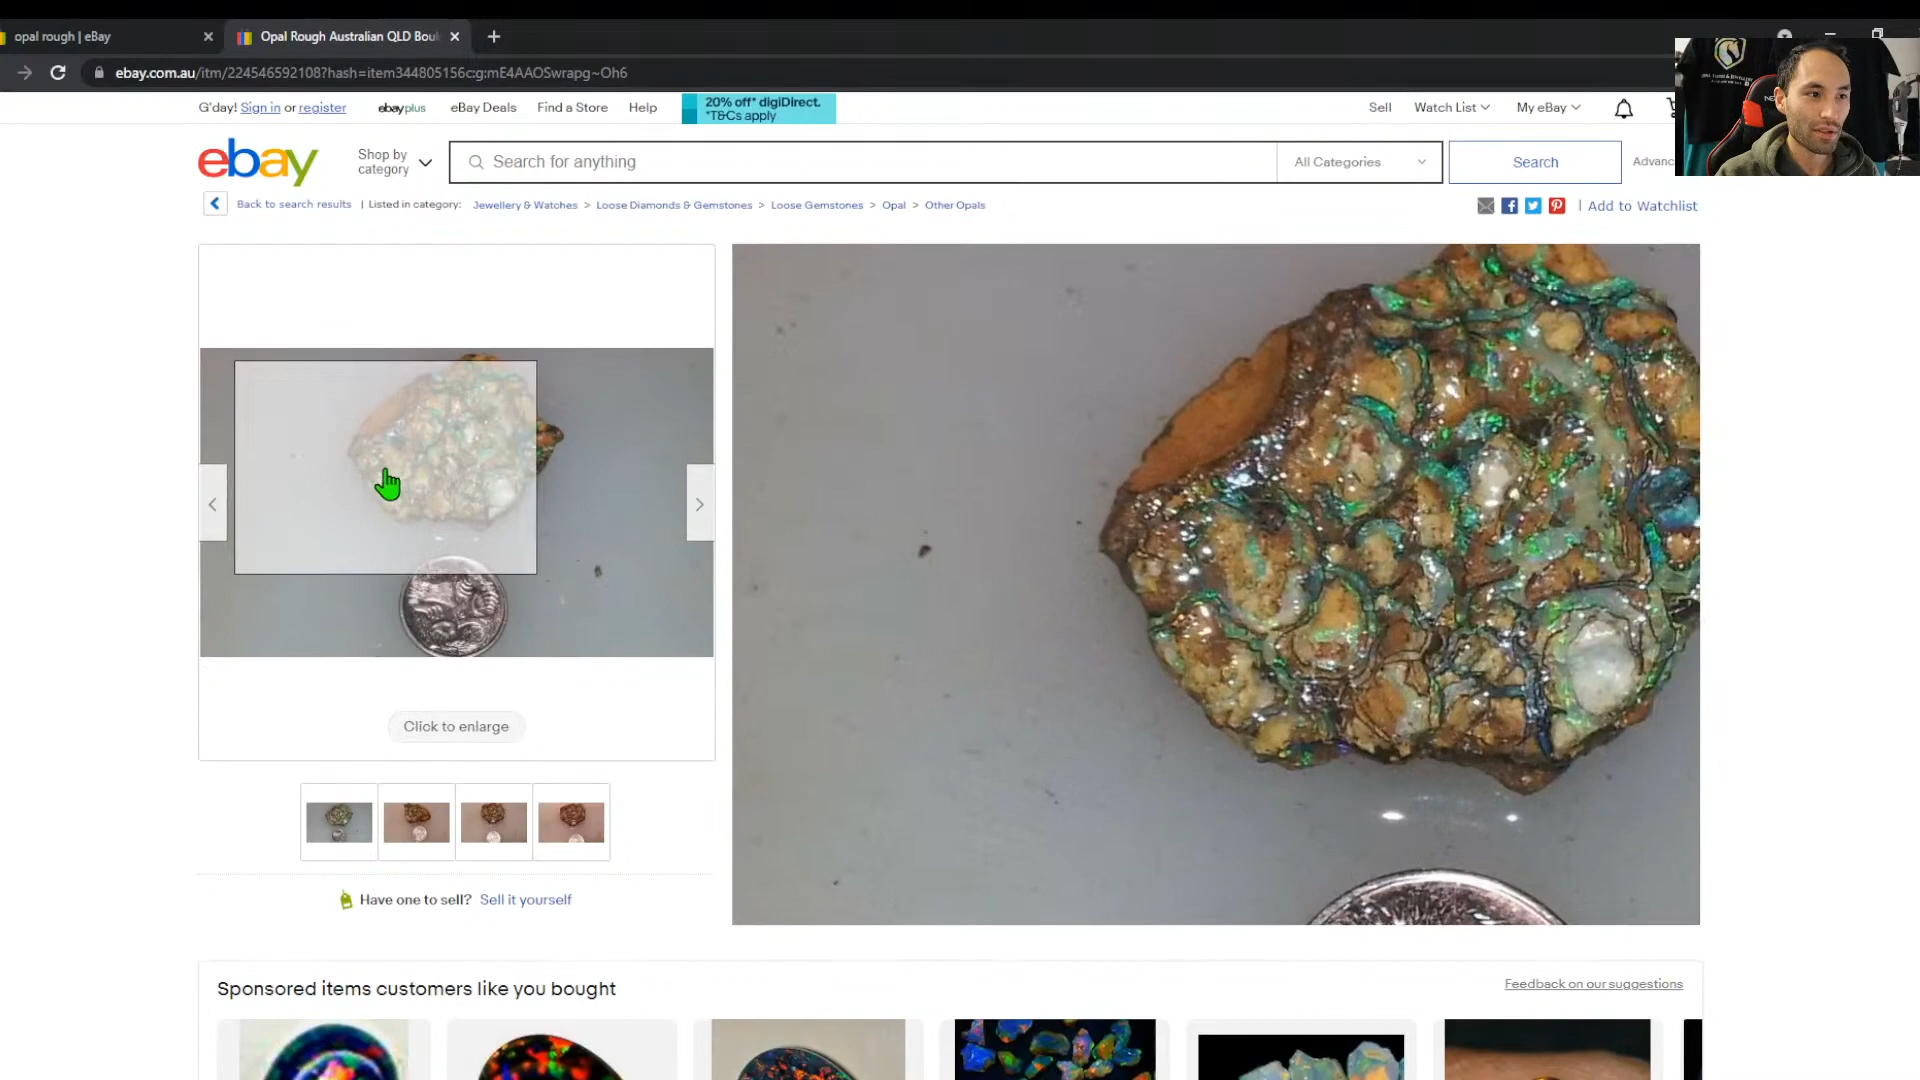 opal rough | eBay
Opal Rough Australian QLD Boul
ebay.com.au/itm/224546592108?hash=item344805156c:g:mE4AAOSwrapg~Oh6
G'day! Sign in or register
ebayplus
eBay Deals
Find a Store
Help
20% off* digiDirect.
*T&Cs apply
Sell
Watch List
My eBay
ebay
Shop by
category
Search for anything
All Categories
Search
Advanc
Back to search results | Listed in category: Jewellery & Watches > Loose Diamonds & Gemstones > Loose Gemstones > Opal > Other Opals
| Add to Watchlist
Click to enlarge
Have one to sell? Sell it yourself
Sponsored items customers like you bought
Feedback on our suggestions